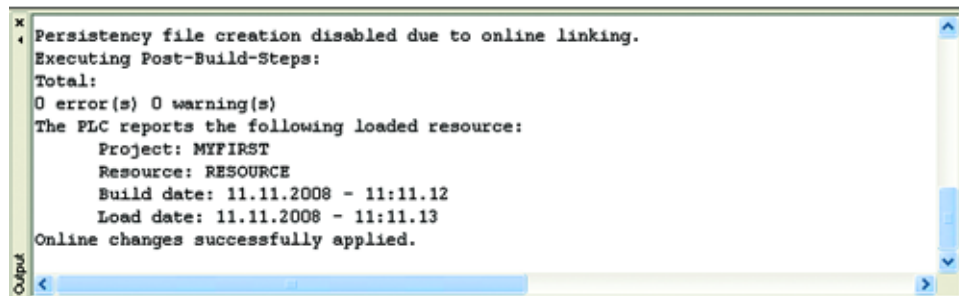 Persistency file creation disabled due to online linking.
Executing Post-Build-Steps:
Total:
0 error(s) 0 warning(s)
The PLC reports the following loaded resource:
Project: MYFIRST
Resource: RESOURCE
Build date: 11.11.2008 - 11:11.12
Load date: 11.11.2008 - 11:11.13
Online changes successfully applied.
Output